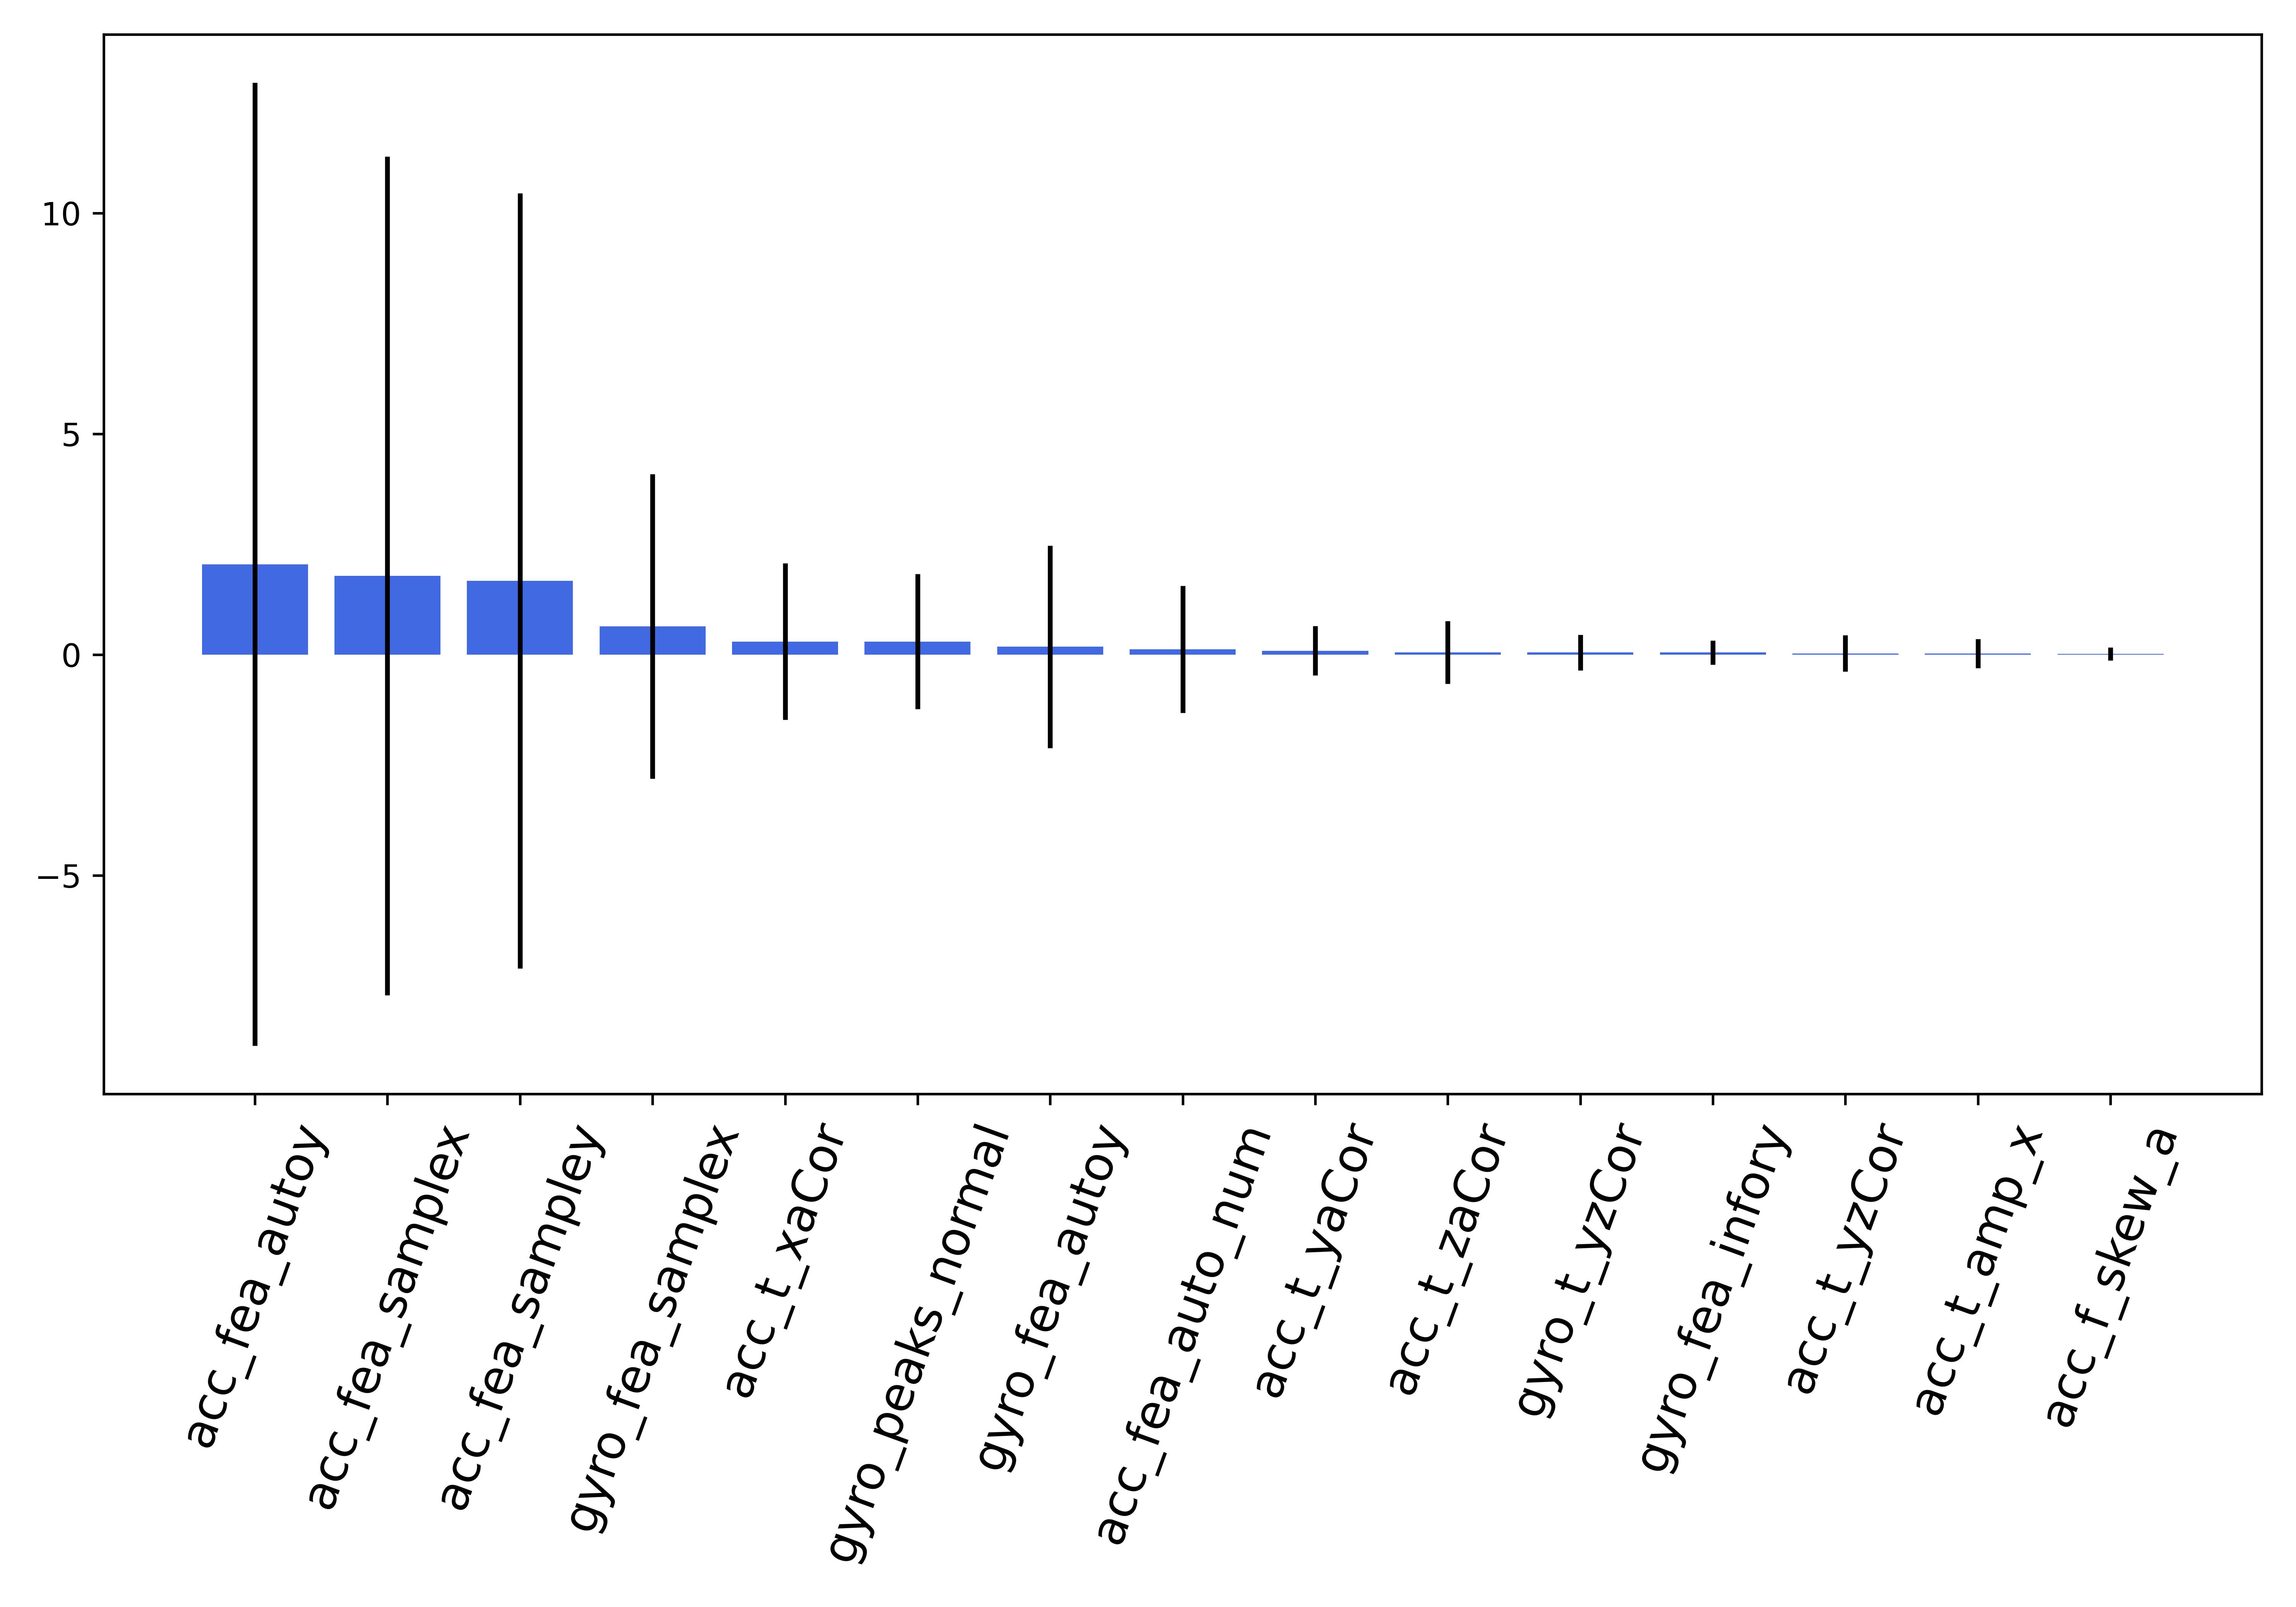 10
5
0
−5
acc_fea_autoy
acc_fea_samplex
acc_fea_sampley
gyro_fea_samplex
acc_t_xaCor
gyro_peaks_normal
gyro_fea_autoy
acc_fea_auto_num
acc_t_yaCor
acc_t_zaCor
gyro_t_yzCor
gyro_fea_infory
acc_t_yzCor
acc_t_amp_x
acc_f_skew_a